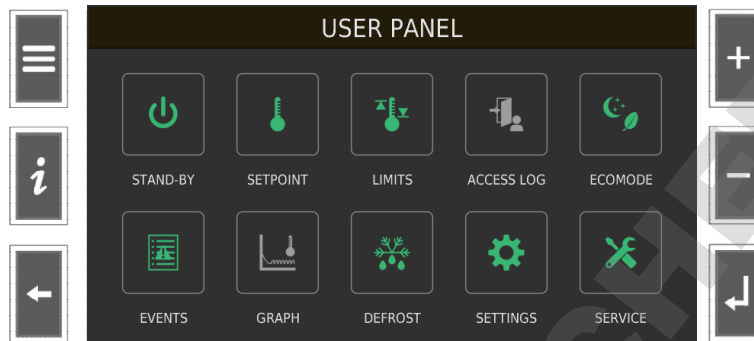 USER PANEL
STAND-BY SETPOINT LIMITS ACCESS LOG ECOMODE
EVENTS GRAPH DEFROST SETTINGS SERVICE